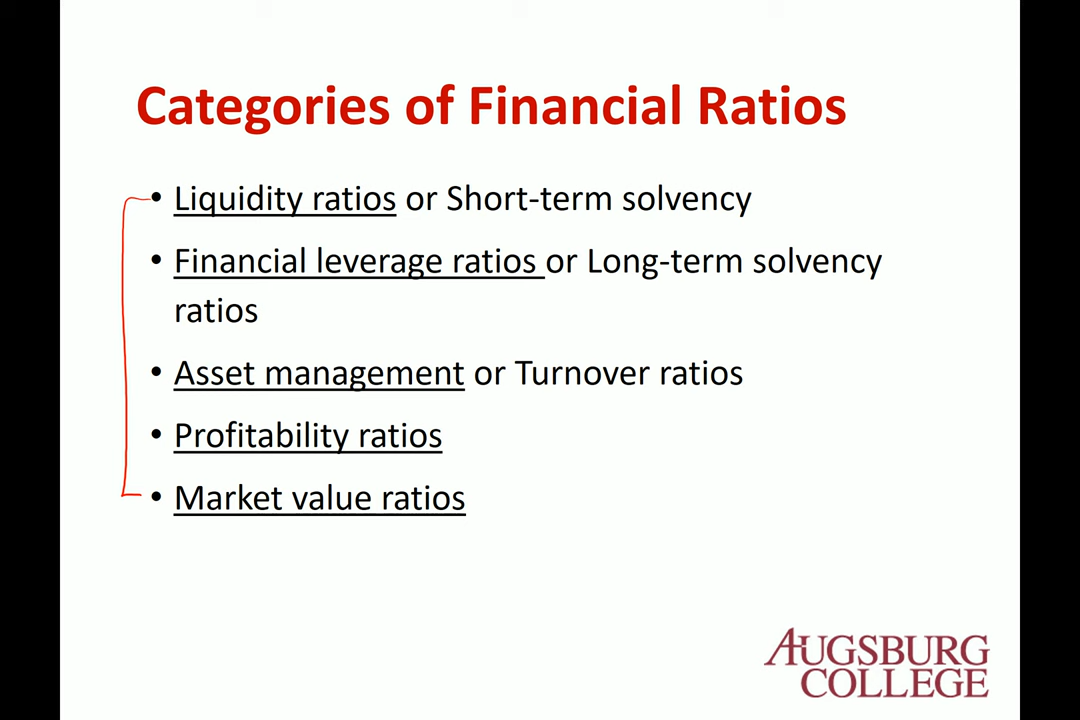 Categories of Financial Ratios
• Liquidity ratios or Short-term solvency
• Financial leverage ratios or Long-term solvency
ratios
• Asset management or Turnover ratios
• Profitability ratios
• Market value ratios
AUGSBURG
COLLEGE